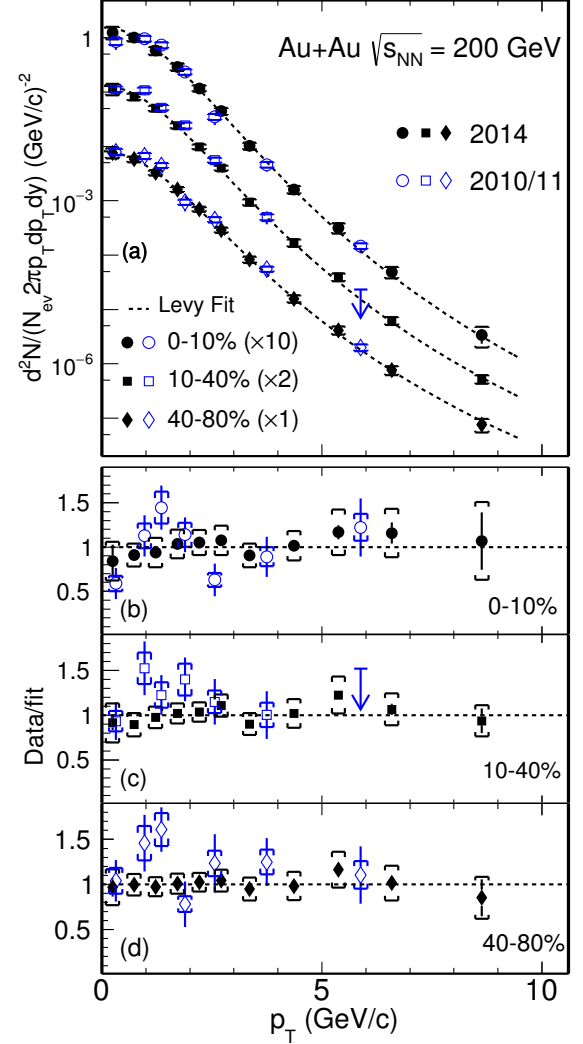 (a)
Au+Au √s_NN = 200 GeV
2014
2010/11
Levy Fit
0-10% (×10)
10-40% (×2)
40-80% (×1)
d²N/(N_ev 2πp_T dp_T dy) (GeV/c)⁻²
1
10⁻³
10⁻⁶
1.5
1
0.5
(b)
0-10%
1.5
1
0.5
(c)
10-40%
Data/fit
1.5
1
0.5
(d)
40-80%
0 5 10
p_T (GeV/c)